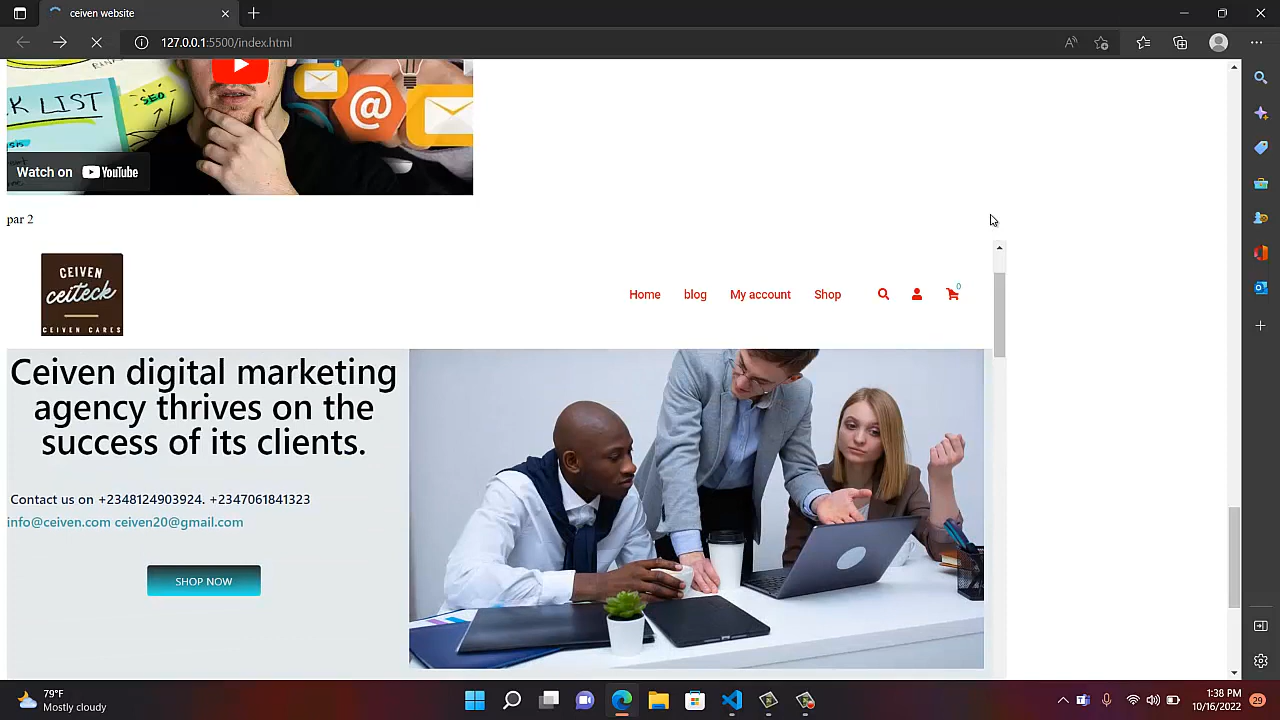 ceiven website
127.0.0.1:5500/index.html
K LIST
SEO
@
Watch on YouTube
par 2
CEIVEN
ceiteck
CEIVEN CARES
Home blog My account Shop
0
Ceiven digital marketing
agency thrives on the
success of its clients.
Contact us on +2348124903924. +2347061841323
info@ceiven.com ceiven20@gmail.com
SHOP NOW
79°F
Mostly cloudy
1:38 PM
10/16/2022
29